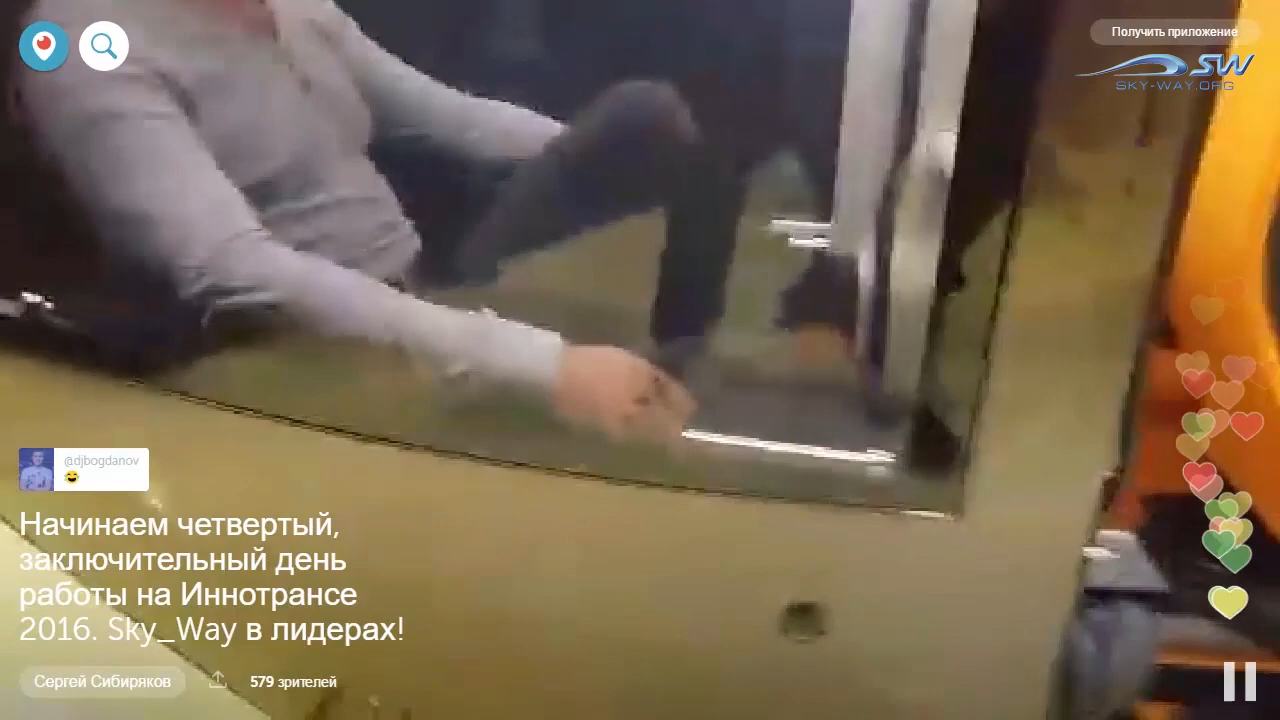 Получить приложение
SW
SKY-WAY.ORG
@djbogdanov
Начинаем четвертый,
заключительный день
работы на Иннотрансе
2016. Sky_Way в лидерах!
Сергей Сибиряков
579 зрителей